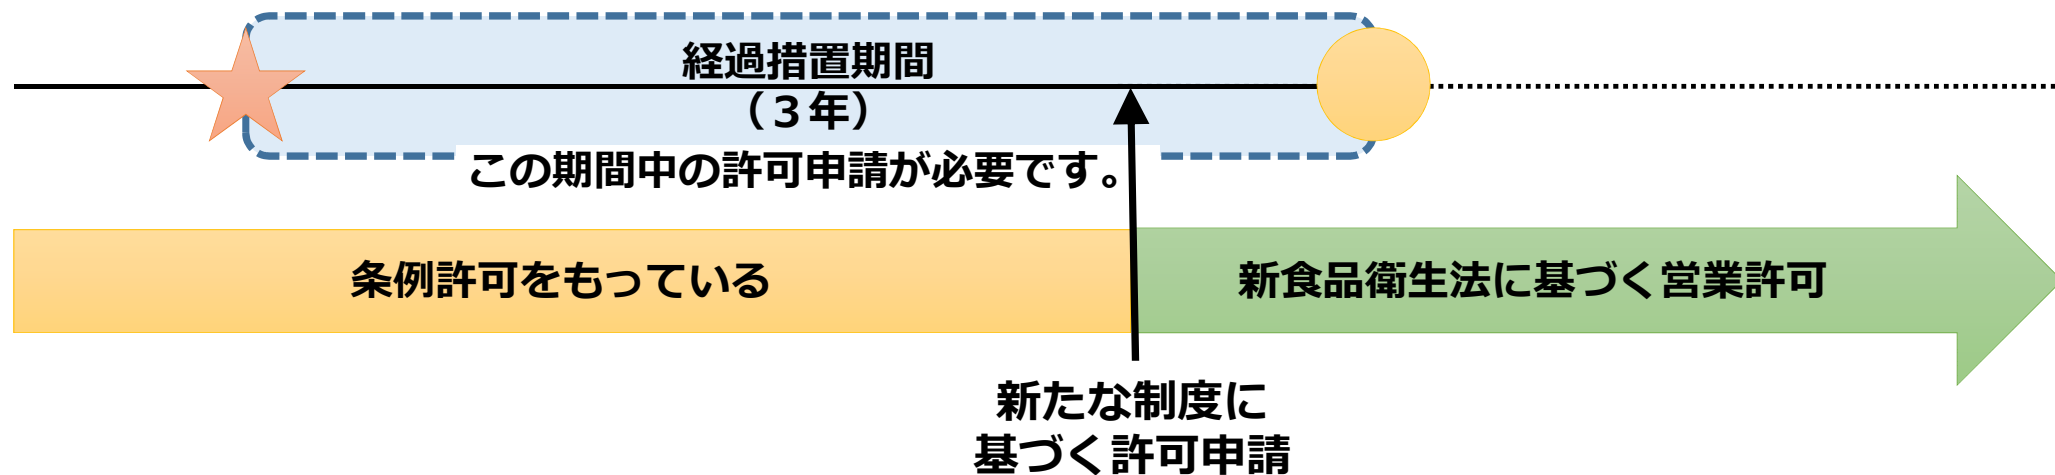 経過措置期間
（３年）
この期間中の許可申請が必要です。
条例許可をもっている
新食品衛生法に基づく営業許可
新たな制度に
基づく許可申請